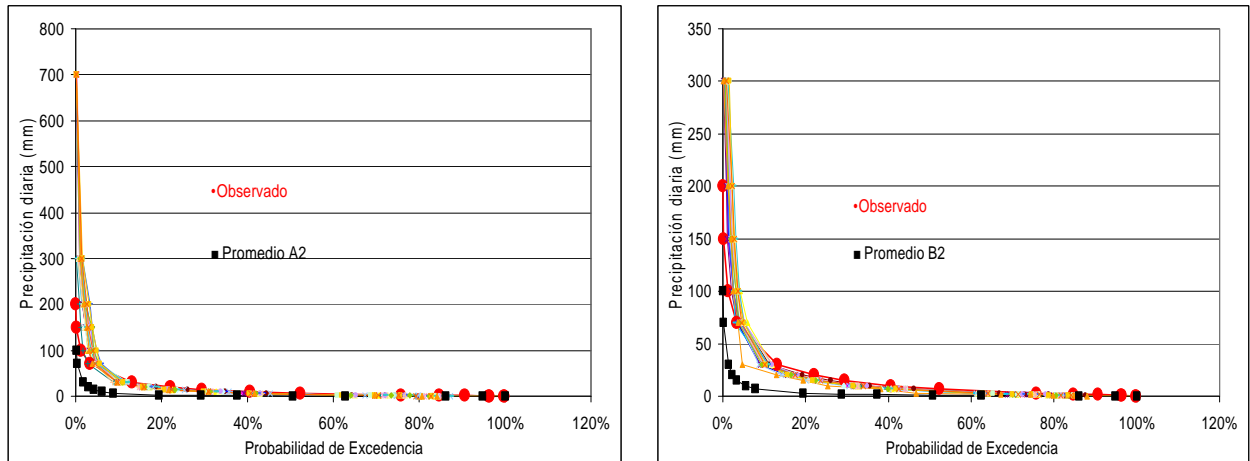 800
700
600
500
400
300
200
100
0
Precipitación diaria (mm)
•Observado
Promedio A2
0% 20% 40% 60% 80% 100% 120%
Probabilidad de Excedencia
350
300
250
200
150
100
50
0
Precipitación diaria (mm)
•Observado
Promedio B2
0% 20% 40% 60% 80% 100% 120%
Probabilidad de Excedencia